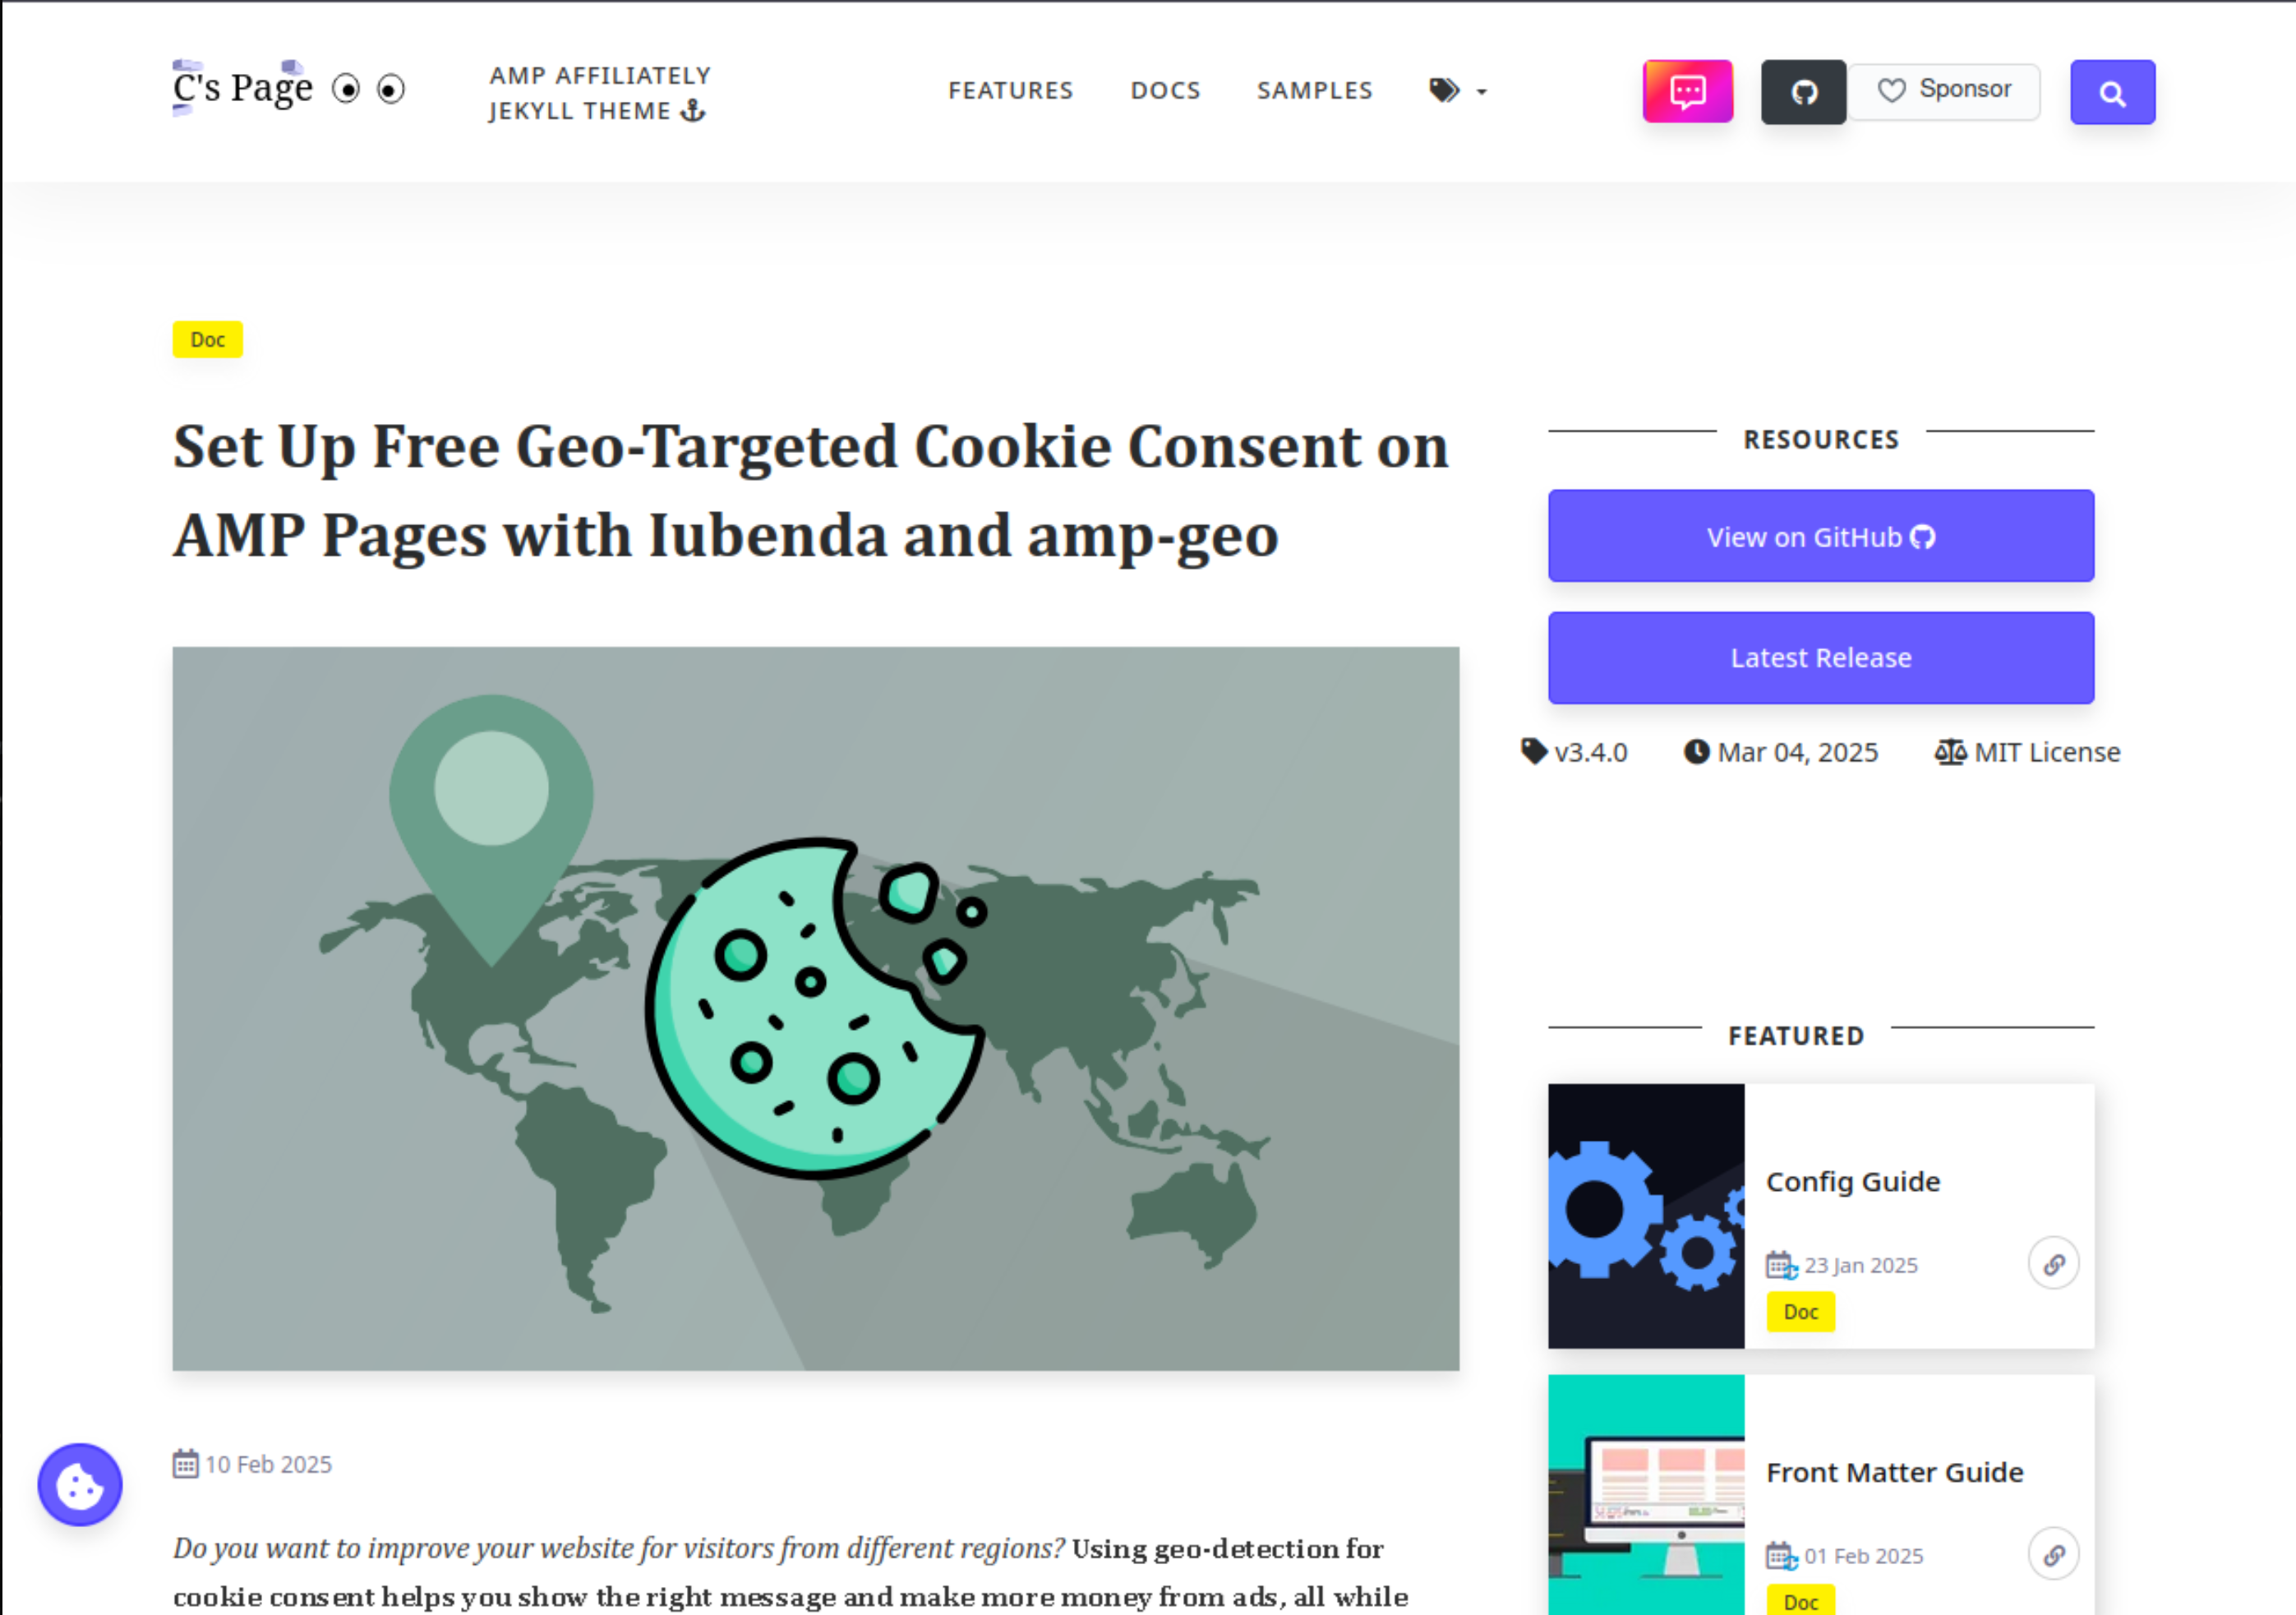 C's Page
AMP AFFILIATELY
JEKYLL THEME
FEATURES
DOCS
SAMPLES
Sponsor
Doc
Set Up Free Geo-Targeted Cookie Consent on
AMP Pages with Iubenda and amp-geo
10 Feb 2025
Do you want to improve your website for visitors from different regions? Using geo-detection for
cookie consent helps you show the right message and make more money from ads, all while
RESOURCES
View on GitHub
Latest Release
v3.4.0
Mar 04, 2025
MIT License
FEATURED
Config Guide
23 Jan 2025
Doc
Front Matter Guide
01 Feb 2025
Doc